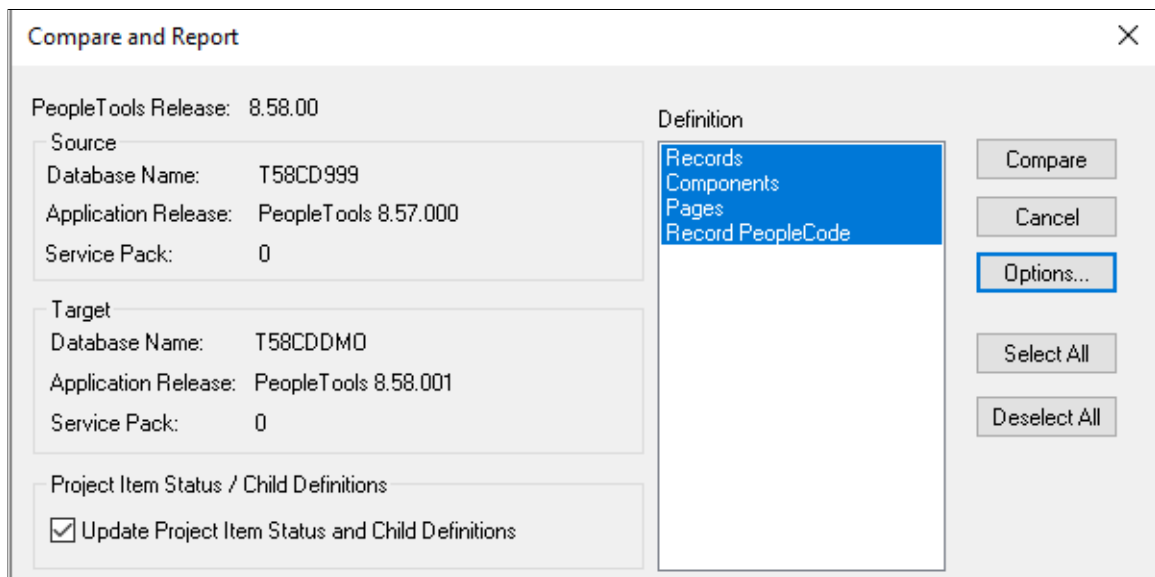 Compare and Report
PeopleTools Release: 8.58.00
Source
Database Name: T58CD999
Application Release: PeopleTools 8.57.000
Service Pack: 0
Target
Database Name: T58CDDMO
Application Release: PeopleTools 8.58.001
Service Pack: 0
Project Item Status / Child Definitions
Update Project Item Status and Child Definitions
Definition
Records
Components
Pages
Record PeopleCode
Compare
Cancel
Options...
Select All
Deselect All